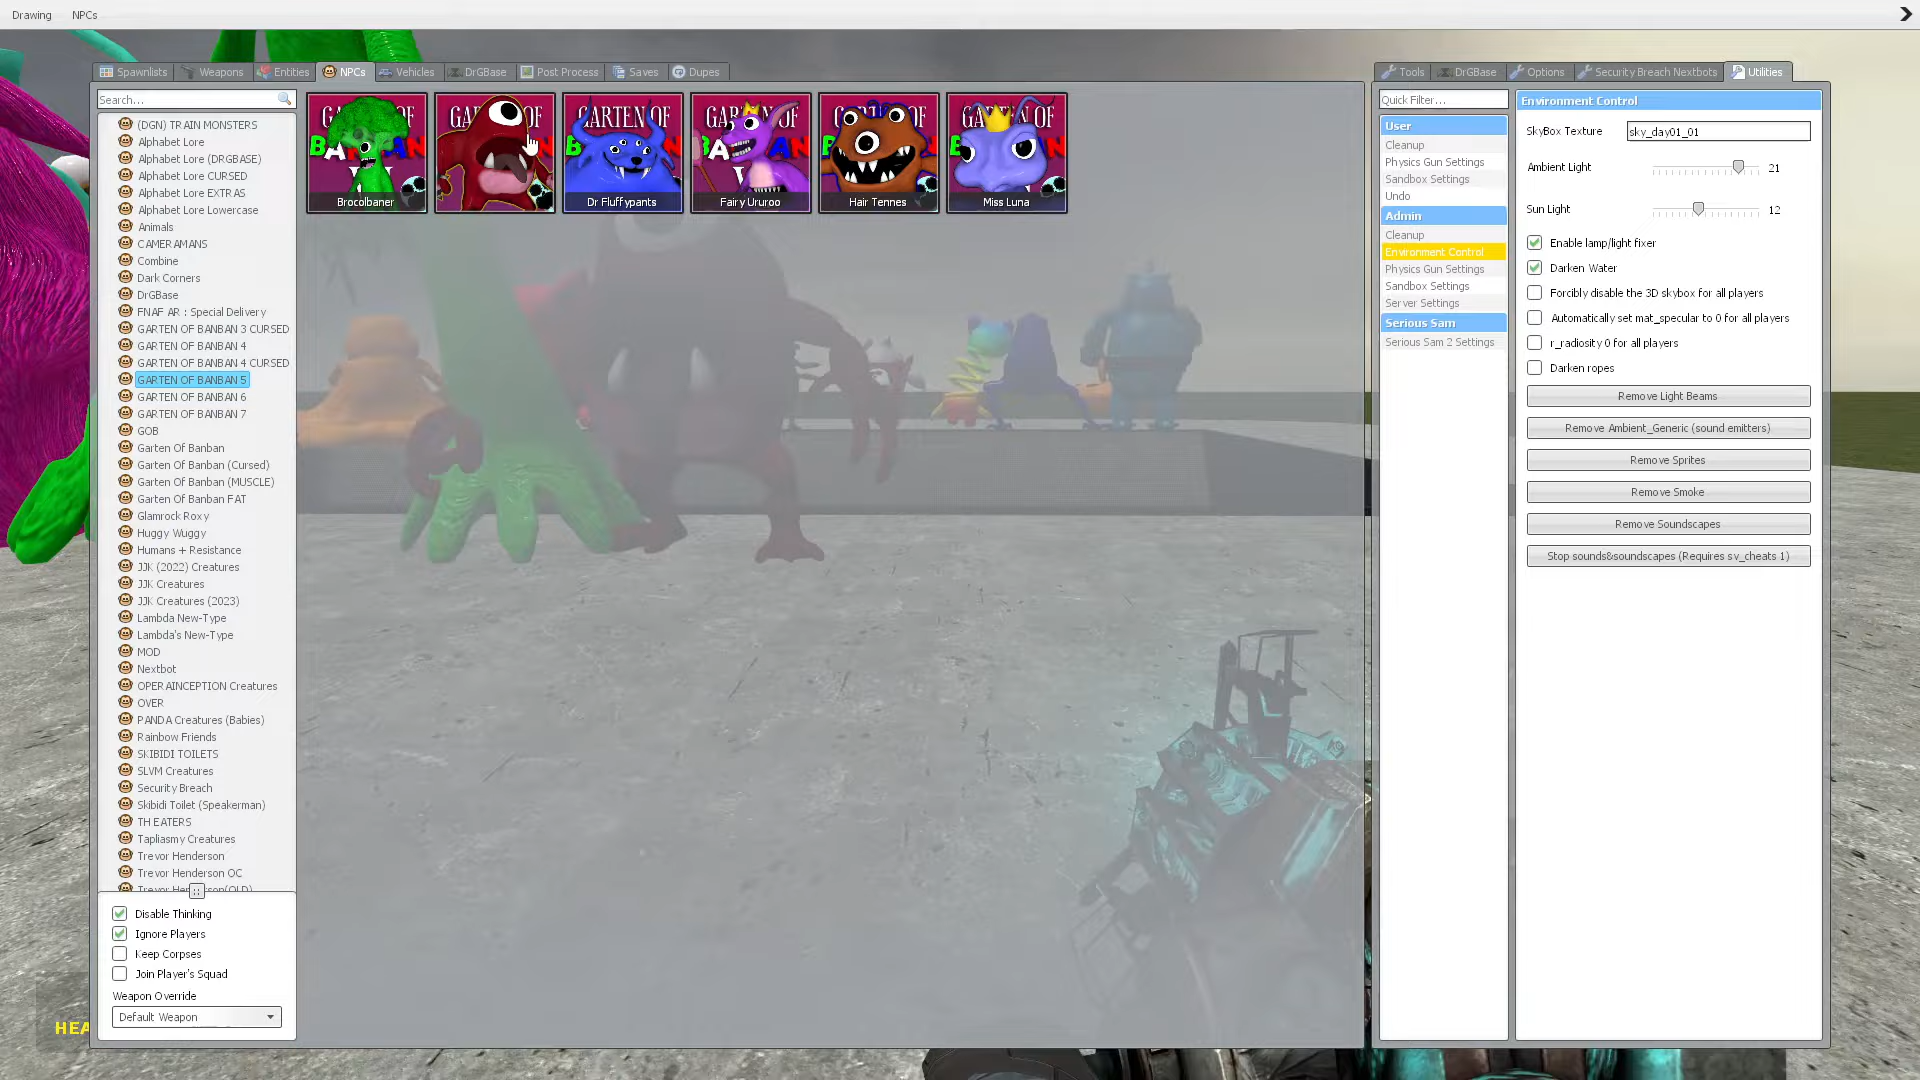 Drawing NPCs
Spawnlists Weapons Entities NPCs Vehicles DrGBase Post Process Saves Dupes
Tools DrGBase Options Security Breach Nextbots Utilities
Search...
(DGN) TRAIN MONSTERS
Alphabet Lore
Alphabet Lore (DRGBASE)
Alphabet Lore CURSED
Alphabet Lore EXTRAS
Alphabet Lore Lowercase
Animals
CAMERAMANS
Combine
Dark Corners
DrGBase
FNAF AR : Special Delivery
GARTEN OF BANBAN 3 CURSED
GARTEN OF BANBAN 4
GARTEN OF BANBAN 4 CURSED
GARTEN OF BANBAN 5
GARTEN OF BANBAN 6
GARTEN OF BANBAN 7
GOB
Garten Of Banban
Garten Of Banban (Cursed)
Garten Of Banban (MUSCLE)
Garten Of Banban FAT
Glamrock Roxy
Huggy Wuggy
Humans + Resistance
JJK (2022) Creatures
JJK Creatures
JJK Creatures (2023)
Lambda New-Type
Lambda's New-Type
MOD
Nextbot
OPERAINCEPTION Creatures
OVER
PANDA Creatures (Babies)
Rainbow Friends
SKIBIDI TOILETS
SLVM Creatures
Security Breach
Skibidi Toilet (Speakerman)
TH EATERS
Tapliasmy Creatures
Trevor Henderson
Trevor Henderson OC
Disable Thinking
Ignore Players
Keep Corpses
Join Player's Squad
Weapon Override
Default Weapon
HEA
Brocolbaner
Dr Fluffypants
Fairy Ururoo
Hair Tennes
Miss Luna
Quick Filter...
User
Cleanup
Physics Gun Settings
Sandbox Settings
Undo
Admin
Cleanup
Environment Control
Physics Gun Settings
Sandbox Settings
Server Settings
Serious Sam
Serious Sam 2 Settings
Environment Control
SkyBox Texture sky_day01_01
Ambient Light 21
Sun Light 12
Enable lamp/light fixer
Darken Water
Forcibly disable the 3D skybox for all players
Automatically set mat_specular to 0 for all players
r_radiosity 0 for all players
Darken ropes
Remove Light Beams
Remove Ambient_Generic (sound emitters)
Remove Sprites
Remove Smoke
Remove Soundscapes
Stop sounds&soundscapes (Requires sv_cheats 1)